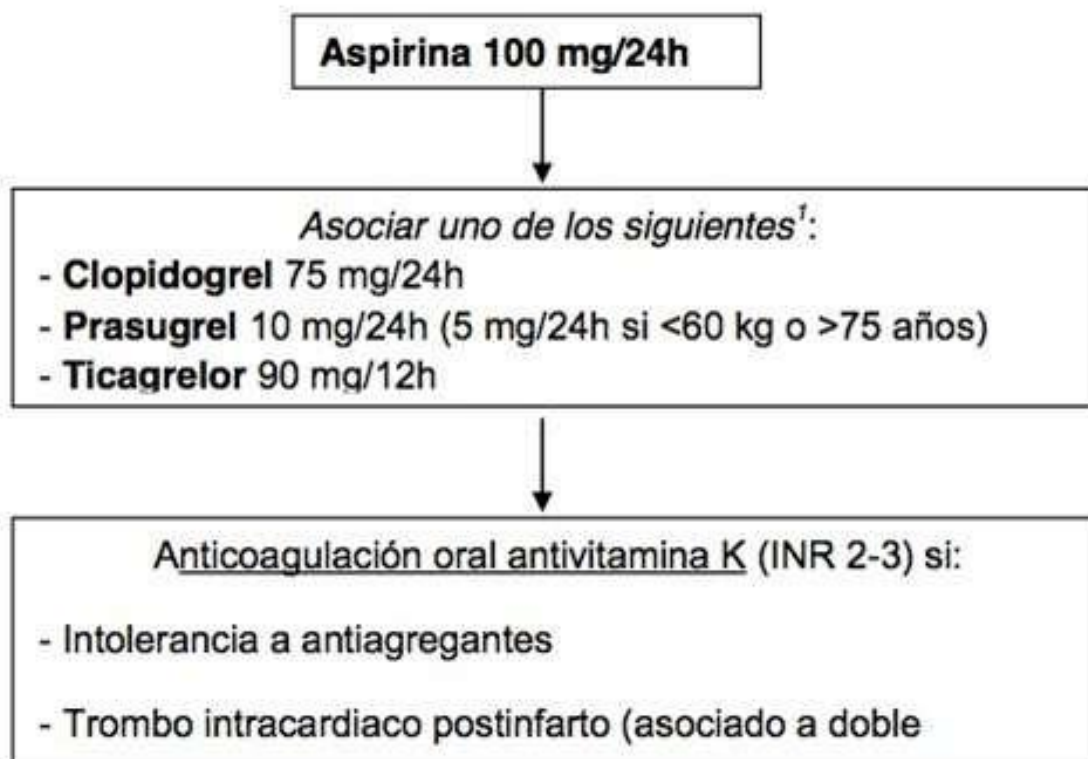 Aspirina 100 mg/24h
Asociar uno de los siguientes¹:
- Clopidogrel 75 mg/24h
- Prasugrel 10 mg/24h (5 mg/24h si <60 kg o >75 años)
- Ticagrelor 90 mg/12h
Anticoagulación oral antivitamina K (INR 2-3) si:
- Intolerancia a antiagregantes
- Trombo intracardiaco postinfarto (asociado a doble